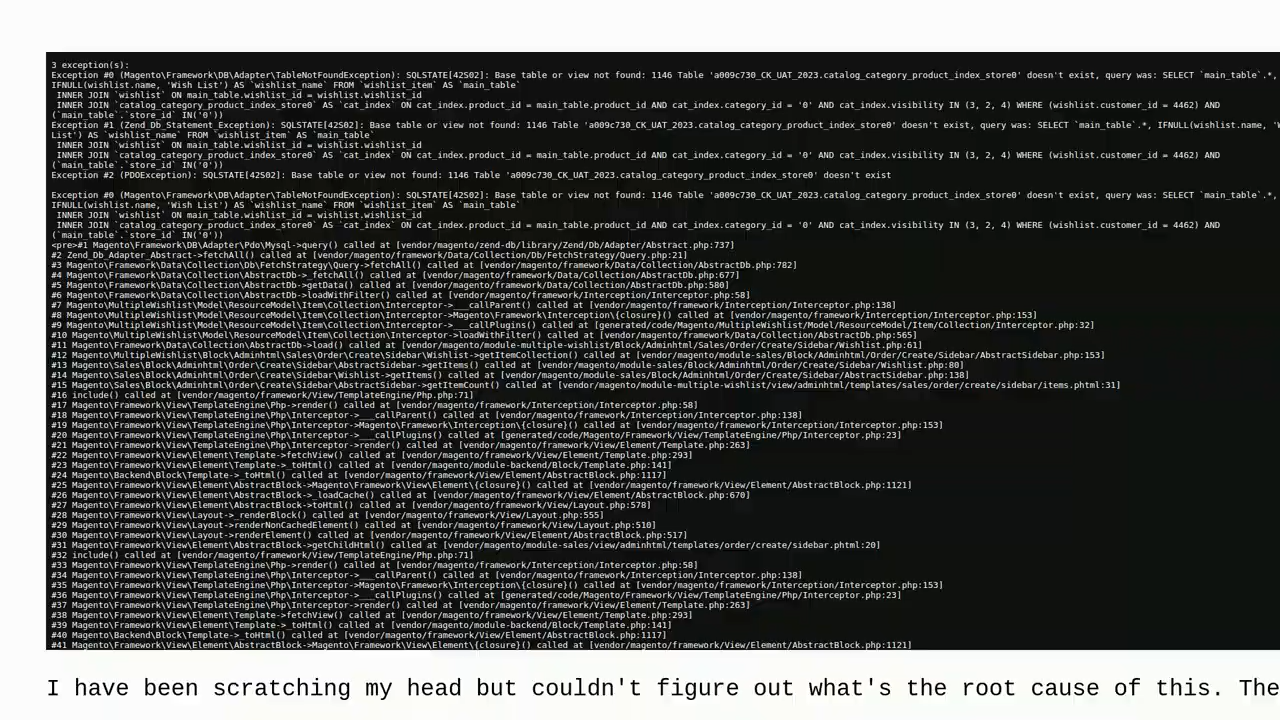 3 exception(s):
Exception #0 (Magento\Framework\DB\Adapter\TableNotFoundException): SQLSTATE[42S02]: Base table or view not found: 1146 Table 'a009c730_CK_UAT_2023.catalog_category_product_index_store0' doesn't exist, query was: SELECT `main_table`.*,
IFNULL(wishlist.name, 'Wish List') AS `wishlist_name` FROM `wishlist_item` AS `main_table`
 INNER JOIN `wishlist` ON main_table.wishlist_id = wishlist.wishlist_id
 INNER JOIN `catalog_category_product_index_store0` AS `cat_index` ON cat_index.product_id = main_table.product_id AND cat_index.category_id = '0' AND cat_index.visibility IN (3, 2, 4) WHERE (wishlist.customer_id = 4462) AND
(`main_table`.`store_id` IN('0'))
Exception #1 (Zend_Db_Statement_Exception): SQLSTATE[42S02]: Base table or view not found: 1146 Table 'a009c730_CK_UAT_2023.catalog_category_product_index_store0' doesn't exist, query was: SELECT `main_table`.*, IFNULL(wishlist.name, 'W
List') AS `wishlist_name` FROM `wishlist_item` AS `main_table`
 INNER JOIN `wishlist` ON main_table.wishlist_id = wishlist.wishlist_id
 INNER JOIN `catalog_category_product_index_store0` AS `cat_index` ON cat_index.product_id = main_table.product_id AND cat_index.category_id = '0' AND cat_index.visibility IN (3, 2, 4) WHERE (wishlist.customer_id = 4462) AND
(`main_table`.`store_id` IN('0'))
Exception #2 (PDOException): SQLSTATE[42S02]: Base table or view not found: 1146 Table 'a009c730_CK_UAT_2023.catalog_category_product_index_store0' doesn't exist
Exception #0 (Magento\Framework\DB\Adapter\TableNotFoundException): SQLSTATE[42S02]: Base table or view not found: 1146 Table 'a009c730_CK_UAT_2023.catalog_category_product_index_store0' doesn't exist, query was: SELECT `main_table`.*,
IFNULL(wishlist.name, 'Wish List') AS `wishlist_name` FROM `wishlist_item` AS `main_table`
 INNER JOIN `wishlist` ON main_table.wishlist_id = wishlist.wishlist_id
 INNER JOIN `catalog_category_product_index_store0` AS `cat_index` ON cat_index.product_id = main_table.product_id AND cat_index.category_id = '0' AND cat_index.visibility IN (3, 2, 4) WHERE (wishlist.customer_id = 4462) AND
(`main_table`.`store_id` IN('0'))
<pre>#1 Magento\Framework\DB\Adapter\Pdo\Mysql->query() called at [vendor/magento/zend-db/library/Zend/Db/Adapter/Abstract.php:737]
#2 Zend_Db_Adapter_Abstract->fetchAll() called at [vendor/magento/framework/Data/Collection/Db/FetchStrategy/Query.php:21]
#3 Magento\Framework\Data\Collection\Db\FetchStrategy\Query->fetchAll() called at [vendor/magento/framework/Data/Collection/AbstractDb.php:782]
#4 Magento\Framework\Data\Collection\AbstractDb->_fetchAll() called at [vendor/magento/framework/Data/Collection/AbstractDb.php:677]
#5 Magento\Framework\Data\Collection\AbstractDb->getData() called at [vendor/magento/framework/Data/Collection/AbstractDb.php:580]
#6 Magento\Framework\Data\Collection\AbstractDb->loadWithFilter() called at [vendor/magento/framework/Interception/Interceptor.php:58]
#7 Magento\MultipleWishlist\Model\ResourceModel\Item\Collection\Interceptor->___callParent() called at [vendor/magento/framework/Interception/Interceptor.php:138]
#8 Magento\MultipleWishlist\Model\ResourceModel\Item\Collection\Interceptor->Magento\Framework\Interception\{closure}() called at [vendor/magento/framework/Interception/Interceptor.php:153]
#9 Magento\MultipleWishlist\Model\ResourceModel\Item\Collection\Interceptor->___callPlugins() called at [generated/code/Magento/MultipleWishlist/Model/ResourceModel/Item/Collection/Interceptor.php:32]
#10 Magento\MultipleWishlist\Model\ResourceModel\Item\Collection\Interceptor->loadWithFilter() called at [vendor/magento/framework/Data/Collection/AbstractDb.php:565]
#11 Magento\Framework\Data\Collection\AbstractDb->load() called at [vendor/magento/module-multiple-wishlist/Block/Adminhtml/Sales/Order/Create/Sidebar/Wishlist.php:61]
#12 Magento\MultipleWishlist\Block\Adminhtml\Sales\Order\Create\Sidebar\Wishlist->getItemCollection() called at [vendor/magento/module-sales/Block/Adminhtml/Order/Create/Sidebar/AbstractSidebar.php:153]
#13 Magento\Sales\Block\Adminhtml\Order\Create\Sidebar\AbstractSidebar->getItems() called at [vendor/magento/module-sales/Block/Adminhtml/Order/Create/Sidebar/Wishlist.php:80]
#14 Magento\Sales\Block\Adminhtml\Order\Create\Sidebar\Wishlist->getItems() called at [vendor/magento/module-sales/Block/Adminhtml/Order/Create/Sidebar/AbstractSidebar.php:138]
#15 Magento\Sales\Block\Adminhtml\Order\Create\Sidebar\AbstractSidebar->getItemCount() called at [vendor/magento/module-multiple-wishlist/view/adminhtml/templates/sales/order/create/sidebar/items.phtml:31]
#16 include() called at [vendor/magento/framework/View/TemplateEngine/Php.php:71]
#17 Magento\Framework\View\TemplateEngine\Php->render() called at [vendor/magento/framework/Interception/Interceptor.php:58]
#18 Magento\Framework\View\TemplateEngine\Php\Interceptor->___callParent() called at [vendor/magento/framework/Interception/Interceptor.php:138]
#19 Magento\Framework\View\TemplateEngine\Php\Interceptor->Magento\Framework\Interception\{closure}() called at [vendor/magento/framework/Interception/Interceptor.php:153]
#20 Magento\Framework\View\TemplateEngine\Php\Interceptor->___callPlugins() called at [generated/code/Magento/Framework/View/TemplateEngine/Php/Interceptor.php:23]
#21 Magento\Framework\View\TemplateEngine\Php\Interceptor->render() called at [vendor/magento/framework/View/Element/Template.php:263]
#22 Magento\Framework\View\Element\Template->fetchView() called at [vendor/magento/framework/View/Element/Template.php:293]
#23 Magento\Framework\View\Element\Template->_toHtml() called at [vendor/magento/module-backend/Block/Template.php:141]
#24 Magento\Backend\Block\Template->_toHtml() called at [vendor/magento/framework/View/Element/AbstractBlock.php:1117]
#25 Magento\Framework\View\Element\AbstractBlock->Magento\Framework\View\Element\{closure}() called at [vendor/magento/framework/View/Element/AbstractBlock.php:1121]
#26 Magento\Framework\View\Element\AbstractBlock->_loadCache() called at [vendor/magento/framework/View/Element/AbstractBlock.php:670]
#27 Magento\Framework\View\Element\AbstractBlock->toHtml() called at [vendor/magento/framework/View/Layout.php:578]
#28 Magento\Framework\View\Layout->_renderBlock() called at [vendor/magento/framework/View/Layout.php:555]
#29 Magento\Framework\View\Layout->renderNonCachedElement() called at [vendor/magento/framework/View/Layout.php:510]
#30 Magento\Framework\View\Layout->renderElement() called at [vendor/magento/framework/View/Element/AbstractBlock.php:517]
#31 Magento\Framework\View\Element\AbstractBlock->getChildHtml() called at [vendor/magento/module-sales/view/adminhtml/templates/order/create/sidebar.phtml:20]
#32 include() called at [vendor/magento/framework/View/TemplateEngine/Php.php:71]
#33 Magento\Framework\View\TemplateEngine\Php->render() called at [vendor/magento/framework/Interception/Interceptor.php:58]
#34 Magento\Framework\View\TemplateEngine\Php\Interceptor->___callParent() called at [vendor/magento/framework/Interception/Interceptor.php:138]
#35 Magento\Framework\View\TemplateEngine\Php\Interceptor->Magento\Framework\Interception\{closure}() called at [vendor/magento/framework/Interception/Interceptor.php:153]
#36 Magento\Framework\View\TemplateEngine\Php\Interceptor->___callPlugins() called at [generated/code/Magento/Framework/View/TemplateEngine/Php/Interceptor.php:23]
#37 Magento\Framework\View\TemplateEngine\Php\Interceptor->render() called at [vendor/magento/framework/View/Element/Template.php:263]
#38 Magento\Framework\View\Element\Template->fetchView() called at [vendor/magento/framework/View/Element/Template.php:293]
#39 Magento\Framework\View\Element\Template->_toHtml() called at [vendor/magento/module-backend/Block/Template.php:141]
#40 Magento\Backend\Block\Template->_toHtml() called at [vendor/magento/framework/View/Element/AbstractBlock.php:1117]
#41 Magento\Framework\View\Element\AbstractBlock->Magento\Framework\View\Element\{closure}() called at [vendor/magento/framework/View/Element/AbstractBlock.php:1121]
I have been scratching my head but couldn't figure out what's the root cause of this. The